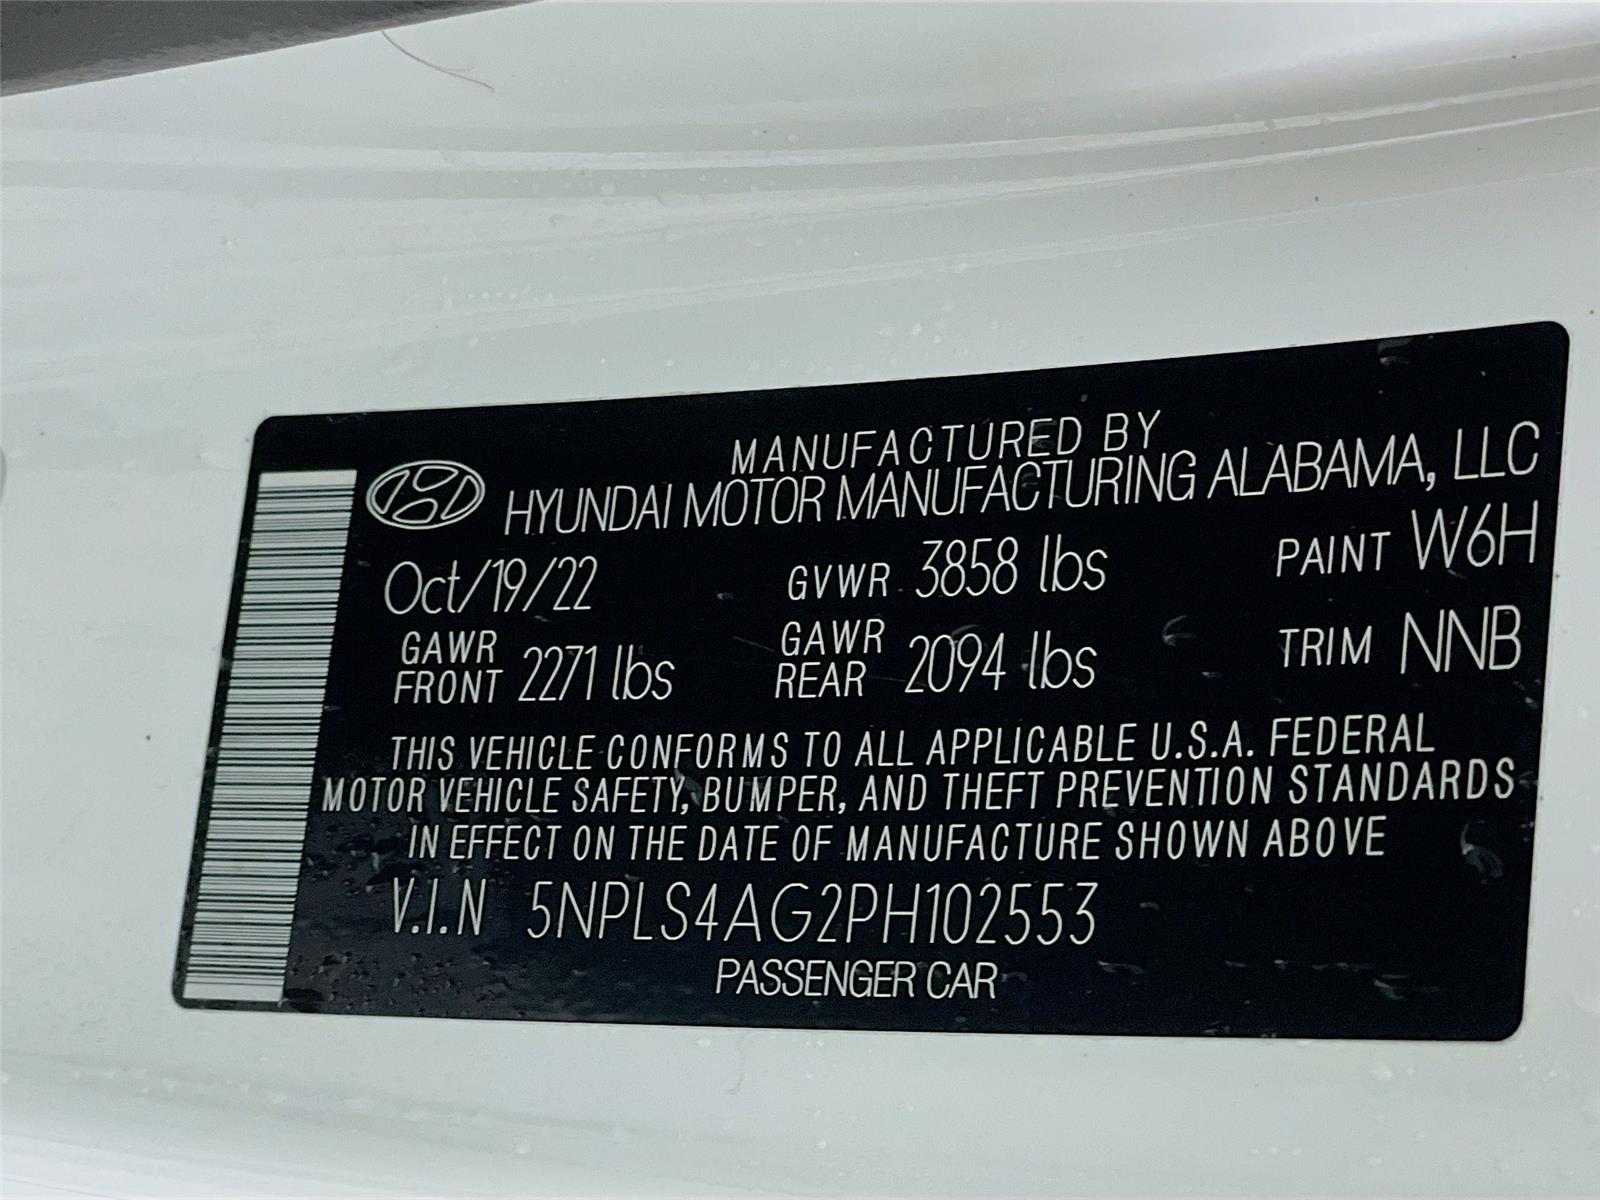 MANUFACTURED BY
HYUNDAI MOTOR MANUFACTURING ALABAMA, LLC
Oct/19/22 GVWR 3858 lbs PAINT W6H
GAWR FRONT 2271 lbs GAWR REAR 2094 lbs TRIM NNB
THIS VEHICLE CONFORMS TO ALL APPLICABLE U.S.A. FEDERAL
MOTOR VEHICLE SAFETY, BUMPER, AND THEFT PREVENTION STANDARDS
IN EFFECT ON THE DATE OF MANUFACTURE SHOWN ABOVE
V.I.N 5NPLS4AG2PH102553
PASSENGER CAR